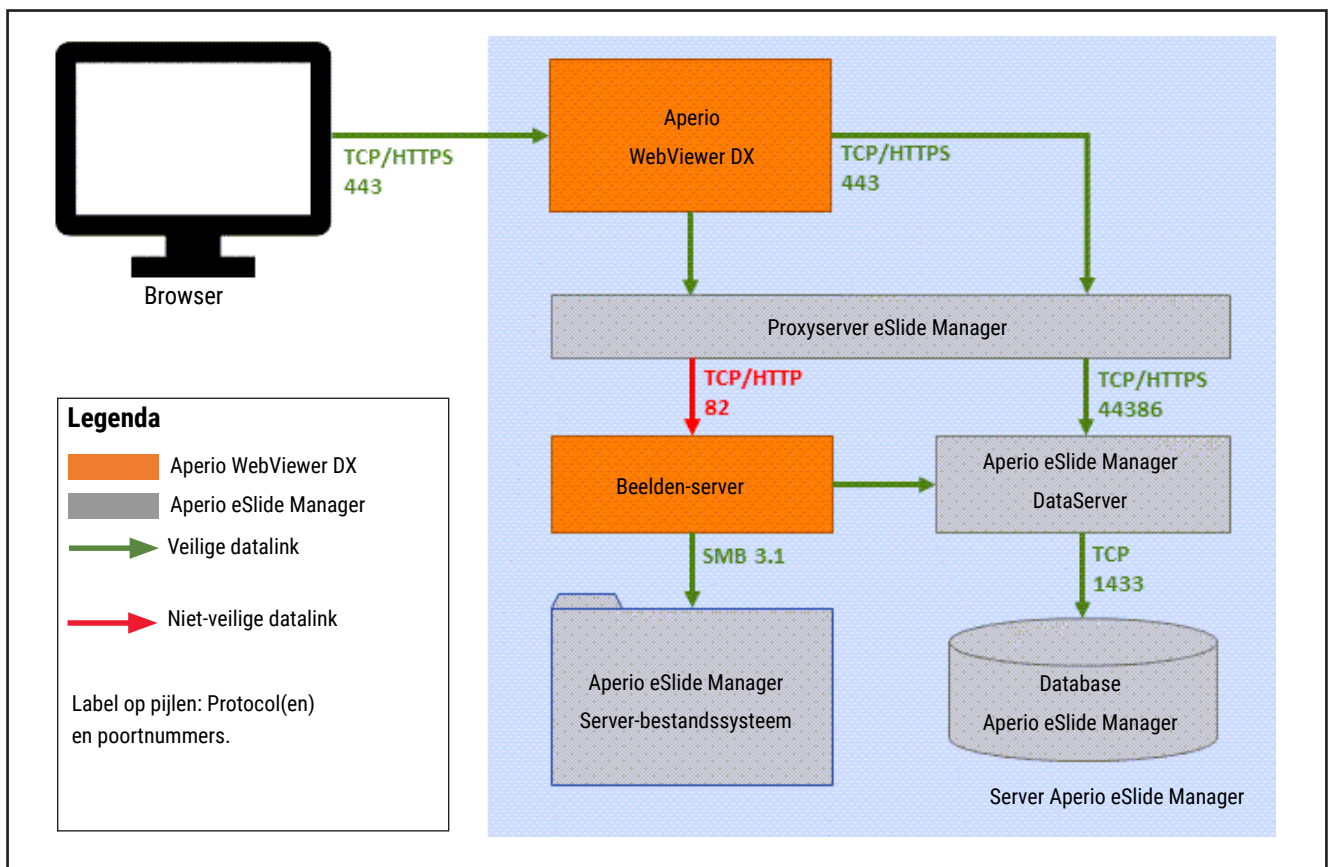 Aperio
WebViewer DX
TCP/HTTPS
443
TCP/HTTPS
443
Browser
Proxyserver eSlide Manager
TCP/HTTP
82
TCP/HTTPS
44386
Beelden-server
Aperio eSlide Manager
DataServer
SMB 3.1
TCP
1433
Aperio eSlide Manager
Server-bestandssysteem
Database
Aperio eSlide Manager
Server Aperio eSlide Manager
Legenda
Aperio WebViewer DX
Aperio eSlide Manager
Veilige datalink
Niet-veilige datalink
Label op pijlen: Protocol(en)
en poortnummers.